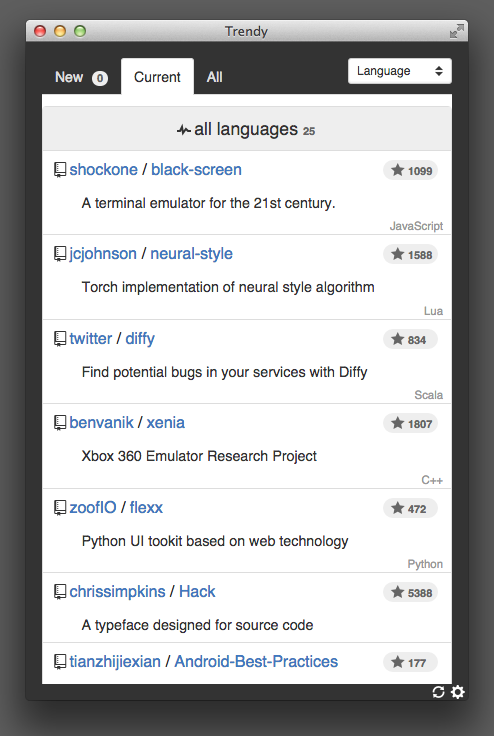 Trendy
New 0 Current All Language
all languages 25
shockone / black-screen 1099
A terminal emulator for the 21st century.
JavaScript
jcjohnson / neural-style 1588
Torch implementation of neural style algorithm
Lua
twitter / diffy 834
Find potential bugs in your services with Diffy
Scala
benvanik / xenia 1807
Xbox 360 Emulator Research Project
C++
zoofIO / flexx 472
Python UI tookit based on web technology
Python
chrissimpkins / Hack 5388
A typeface designed for source code
tianzhijiexian / Android-Best-Practices 177